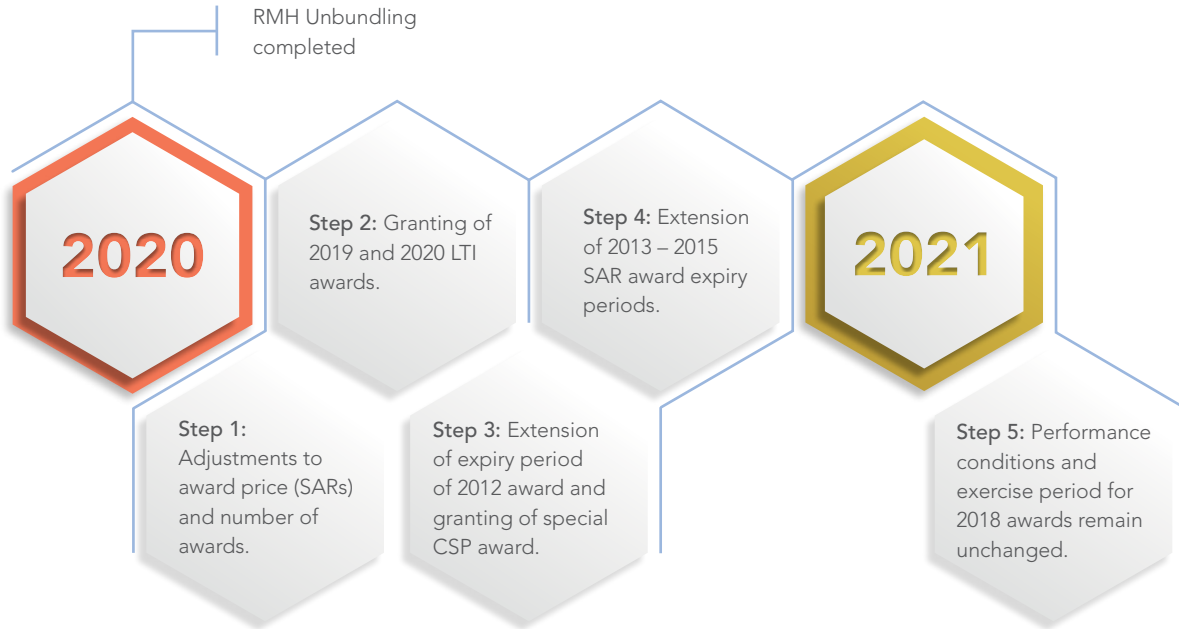 RMH Unbundling
completed
2020
Step 1:
Adjustments to
award price (SARs)
and number of
awards.
Step 2: Granting of
2019 and 2020 LTI
awards.
Step 3: Extension
of expiry period
of 2012 award and
granting of special
CSP award.
Step 4: Extension
of 2013 – 2015
SAR award expiry
periods.
2021
Step 5: Performance
conditions and
exercise period for
2018 awards remain
unchanged.